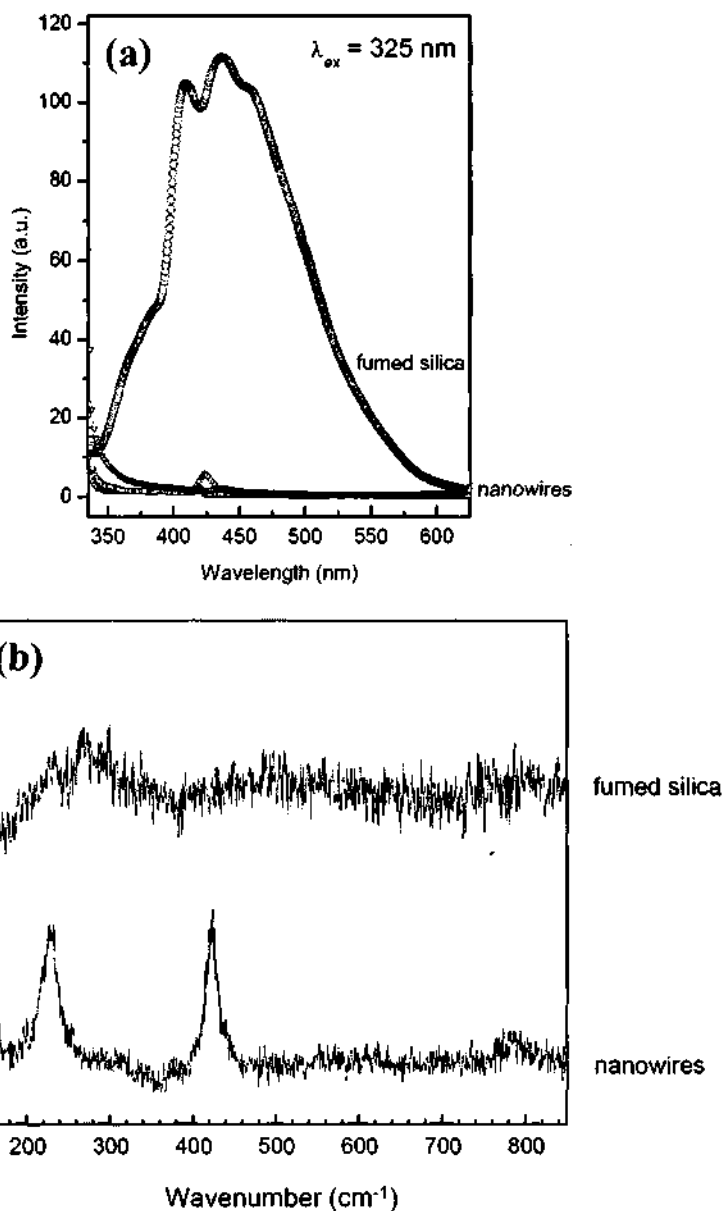 (a)
λex = 325 nm
120
100
80
60
40
20
0
Intensity (a.u.)
fumed silica
nanowires
350 400 450 500 550 600
Wavelength (nm)
(b)
fumed silica
nanowires
200 300 400 500 600 700 800
Wavenumber (cm⁻¹)